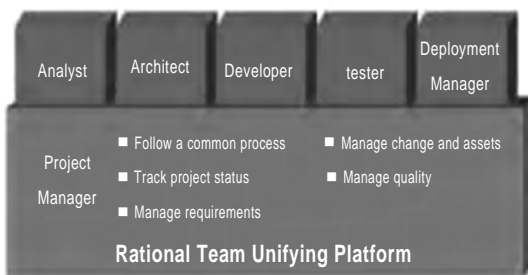 Analyst
Architect
Developer
tester
Deployment
Manager
Project
Manager
■ Follow a common process
■ Track project status
■ Manage requirements
■ Manage change and assets
■ Manage quality
Rational Team Unifying Platform